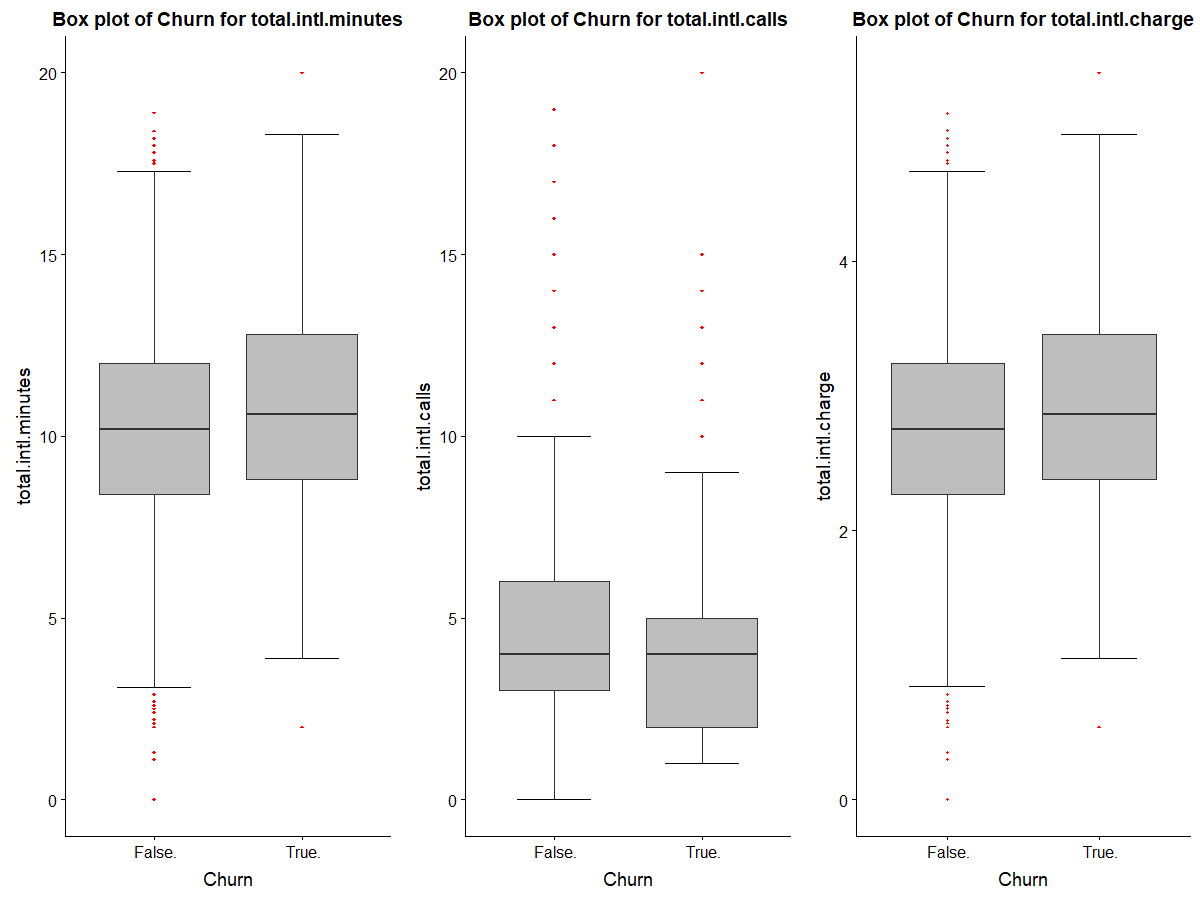 Box plot of Churn for total.intl.minutes
total.intl.minutes
20
15
10
5
0
False. True.
Churn
Box plot of Churn for total.intl.calls
total.intl.calls
20
15
10
5
0
False. True.
Churn
Box plot of Churn for total.intl.charge
total.intl.charge
4
2
0
False. True.
Churn